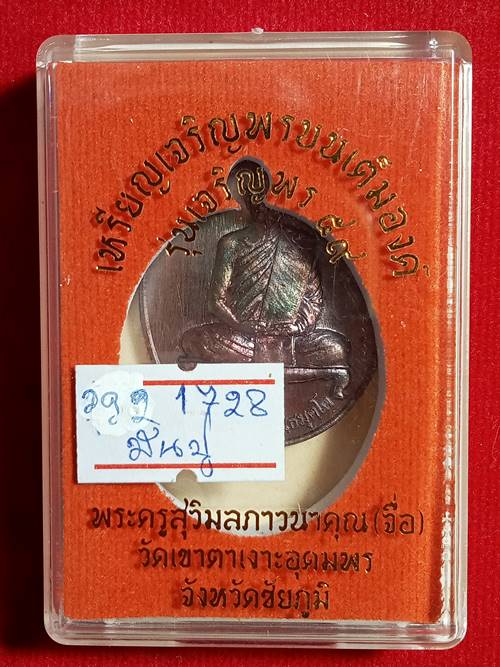 เหรียญเจริญพรบนเต็มองค์
รุ่นเจริญพร ๕๙
1728
พระครูสุวิมลภาวนาคุณ(จื่อ)
วัดเขาตาเงาะอุดมพร
จังหวัดชัยภูมิ